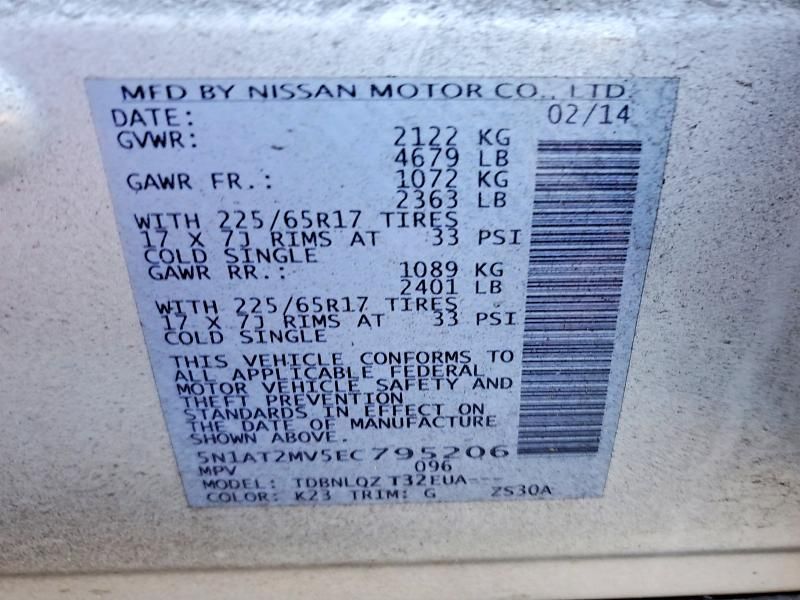 MFD BY NISSAN MOTOR CO., LTD.
DATE: 02/14
GVWR: 2122 KG
4679 LB
GAWR FR.: 1072 KG
2363 LB
WITH 225/65R17 TIRES
17 X 7J RIMS AT 33 PSI
COLD SINGLE
GAWR RR.: 1089 KG
2401 LB
WITH 225/65R17 TIRES
17 X 7J RIMS AT 33 PSI
COLD SINGLE
THIS VEHICLE CONFORMS TO
ALL APPLICABLE FEDERAL
MOTOR VEHICLE SAFETY AND
THEFT PREVENTION
STANDARDS IN EFFECT ON
THE DATE OF MANUFACTURE
SHOWN ABOVE.
5N1AT2MV5EC795206
MPV 096
MODEL: TDBNLQZ T32EUA---
COLOR: K23 TRIM: G ZS30A